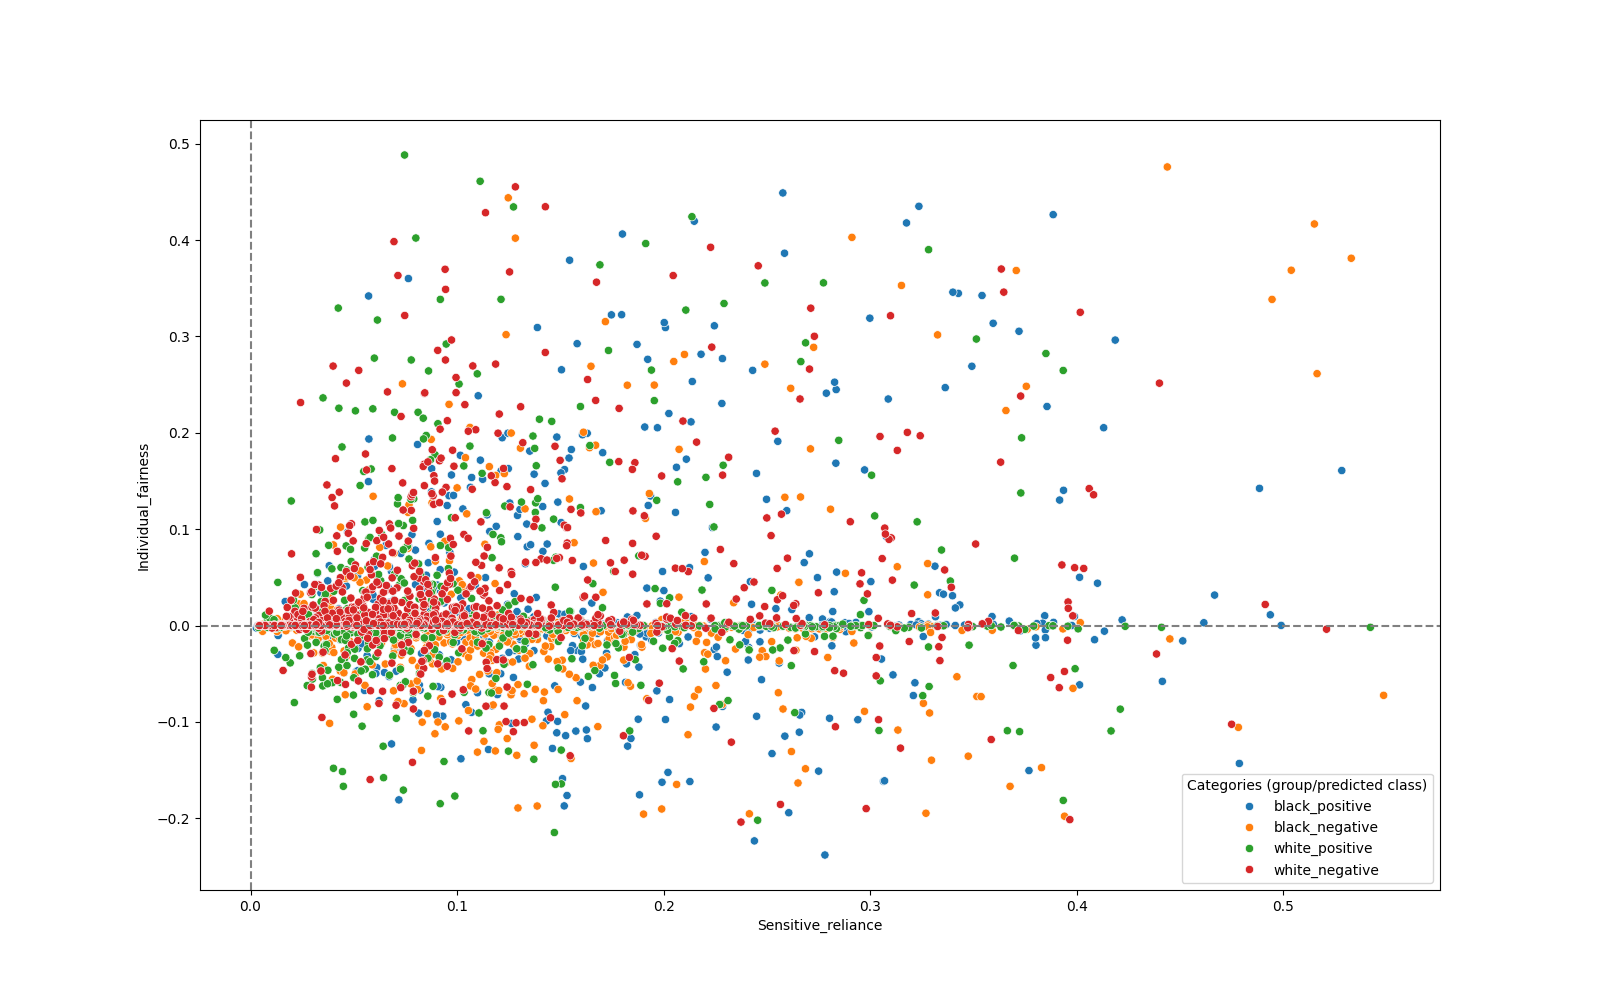 0.5
0.4
0.3
0.2
0.1
0.0
−0.1
−0.2
Individual_fairness
0.0 0.1 0.2 0.3 0.4 0.5
Sensitive_reliance
Categories (group/predicted class)
black_positive
black_negative
white_positive
white_negative